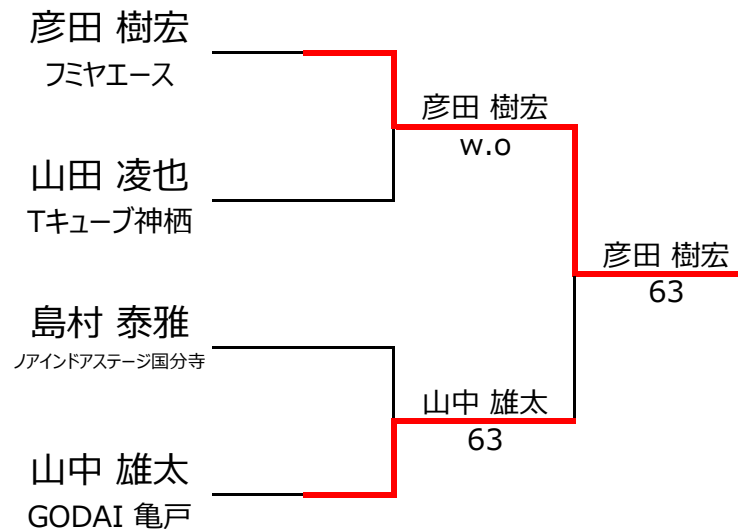 彦田 樹宏
フミヤエース
彦田 樹宏
w.o
山田 凌也
Tキューブ神栖
彦田 樹宏
63
島村 泰雅
ノアインドアステージ国分寺
山中 雄太
63
山中 雄太
GODAI 亀戸